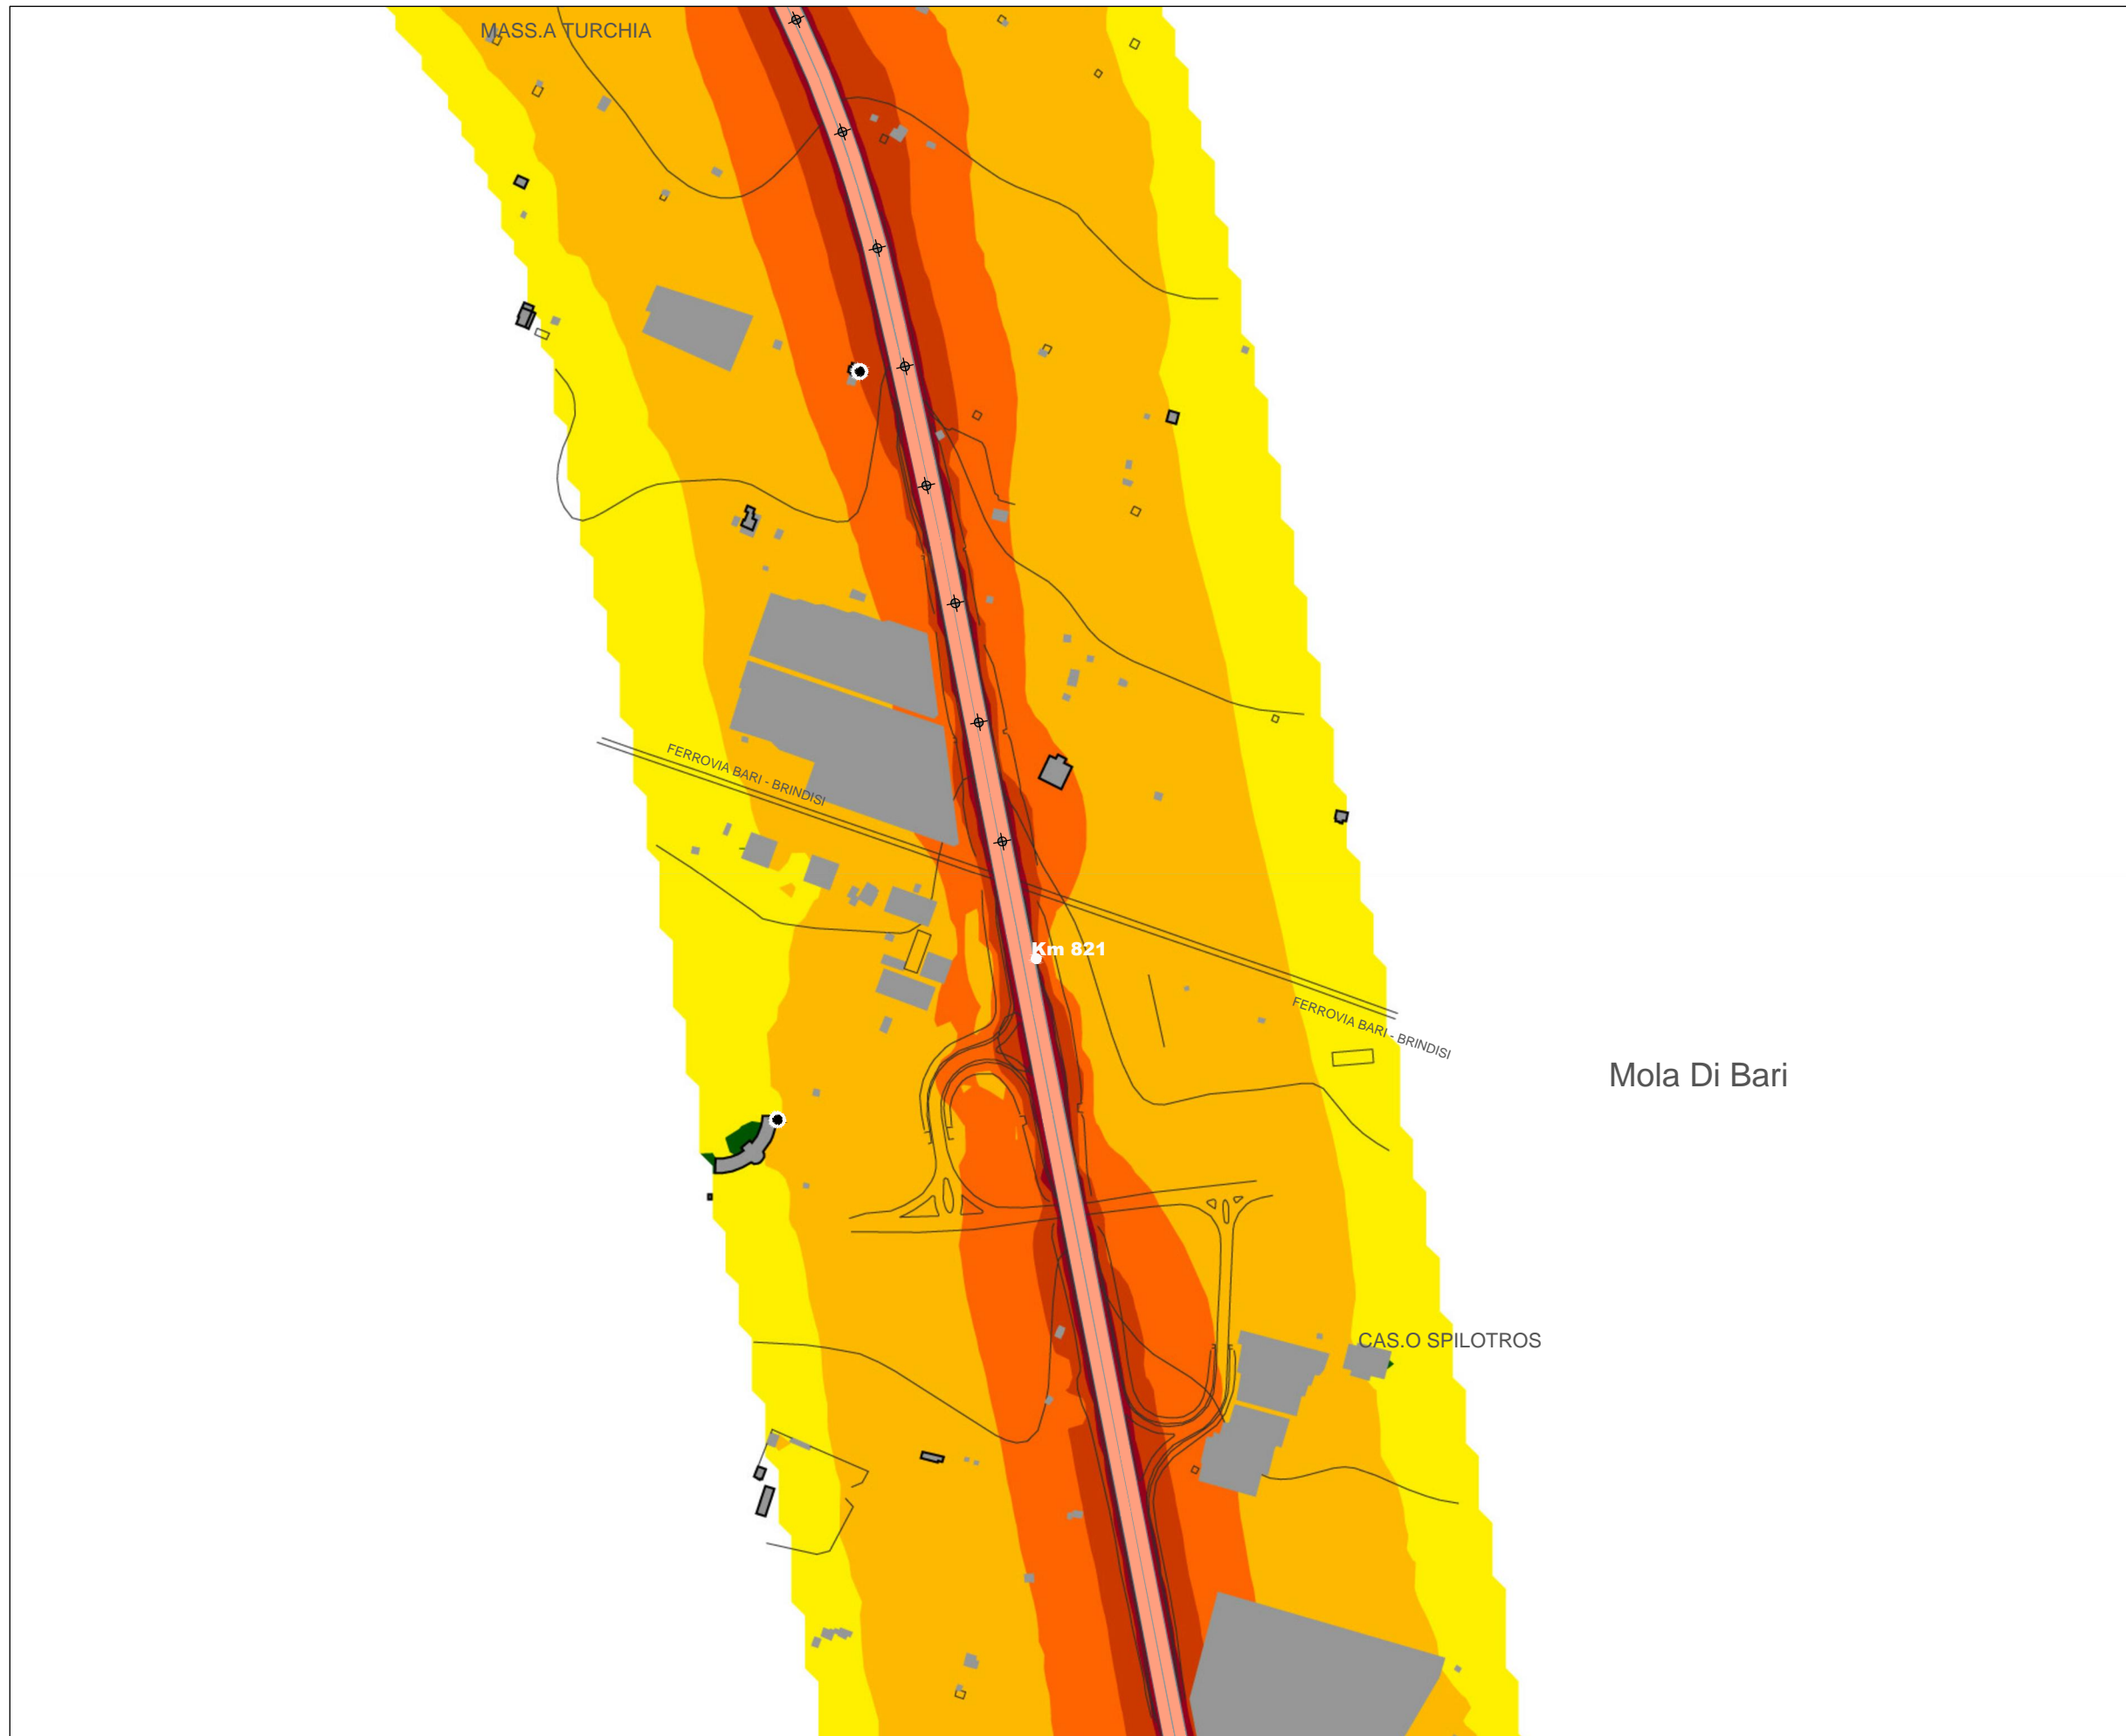 MASS.A TURCHIA
FERROVIA BARI - BRINDISI
Km 821
FERROVIA BARI - BRINDISI
Mola Di Bari
CAS.O SPILOTROS